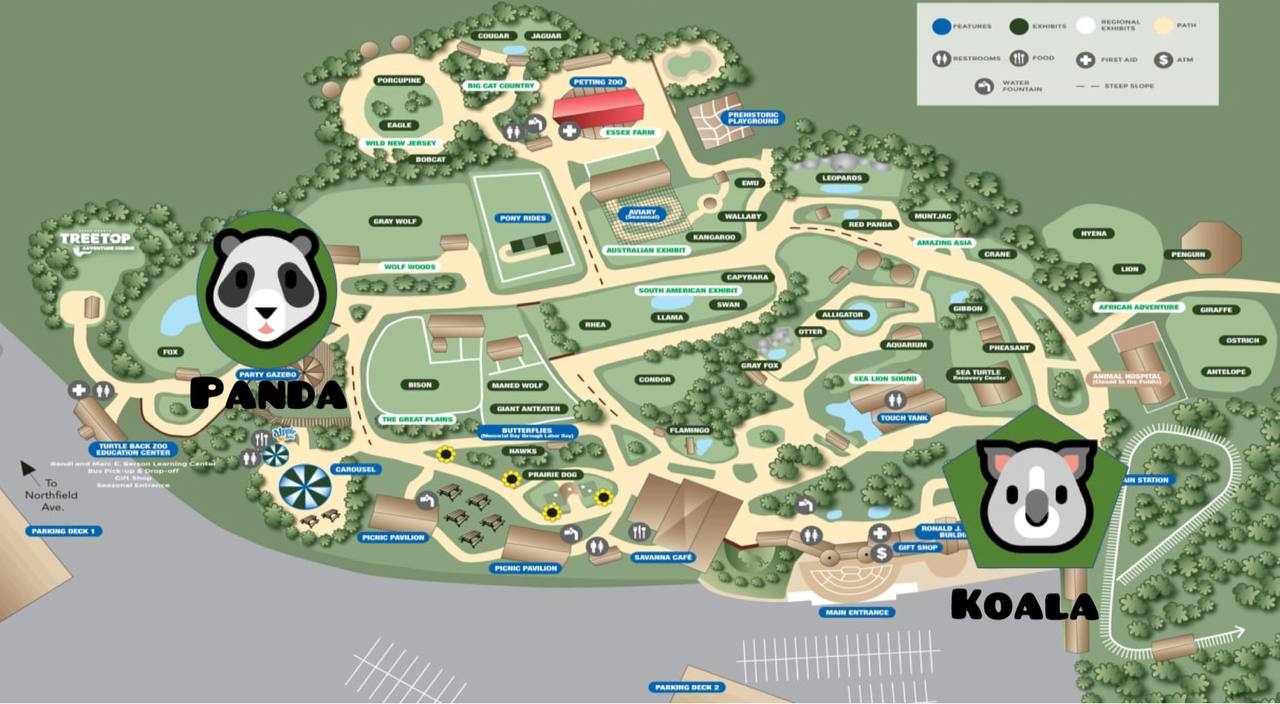 FEATURES
EXHIBITS
REGIONAL
EXHIBITS
PATH
RESTROOMS
FOOD
FIRST AID
$
ATM
WATER
FOUNTAIN
STEEP SLOPE
COUGAR
JAGUAR
PORCUPINE
BIG CAT COUNTRY
PETTING ZOO
PREHISTORIC
PLAYGROUND
EAGLE
ESSEX FARM
WILD NEW JERSEY
BOBCAT
LEOPARDS
EMU
GRAY WOLF
PONY RIDES
AVIARY
(Seasonal)
WALLABY
MUNTJAC
RED PANDA
KANGAROO
HYENA
TREETOP
ADVENTURE COURSE
AUSTRALIAN EXHIBIT
AMAZING ASIA
CRANE
PENGUIN
WOLF WOODS
LION
CAPYBARA
SOUTH AMERICAN EXHIBIT
SWAN
LLAMA
RHEA
ALLIGATOR
GIBBON
AFRICAN ADVENTURE
GIRAFFE
OTTER
AQUARIUM
PHEASANT
OSTRICH
FOX
GRAY FOX
PARTY GAZEBO
BISON
MANED WOLF
CONDOR
SEA LION SOUND
SEA TURTLE
Recovery Center
ANIMAL HOSPITAL
(Closed to the Public)
ANTELOPE
PANDA
GIANT ANTEATER
THE GREAT PLAINS
TOUCH TANK
BUTTERFLIES
(Memorial Day through Labor Day)
FLAMINGO
TURTLE BACK ZOO
EDUCATION CENTER
Bendi and Marc E. Berson Learning Center
Bus Pick-up & Drop-off
Gift Shop
Seasonal Entrance
HAWKS
CAROUSEL
PRAIRIE DOG
AIN STATION
To
Northfield
Ave.
PARKING DECK 1
PICNIC PAVILION
RONALD J.
BUILDI
GIFT SHOP
$
SAVANNA CAFÉ
PICNIC PAVILION
KOALA
MAIN ENTRANCE
PARKING DECK 2